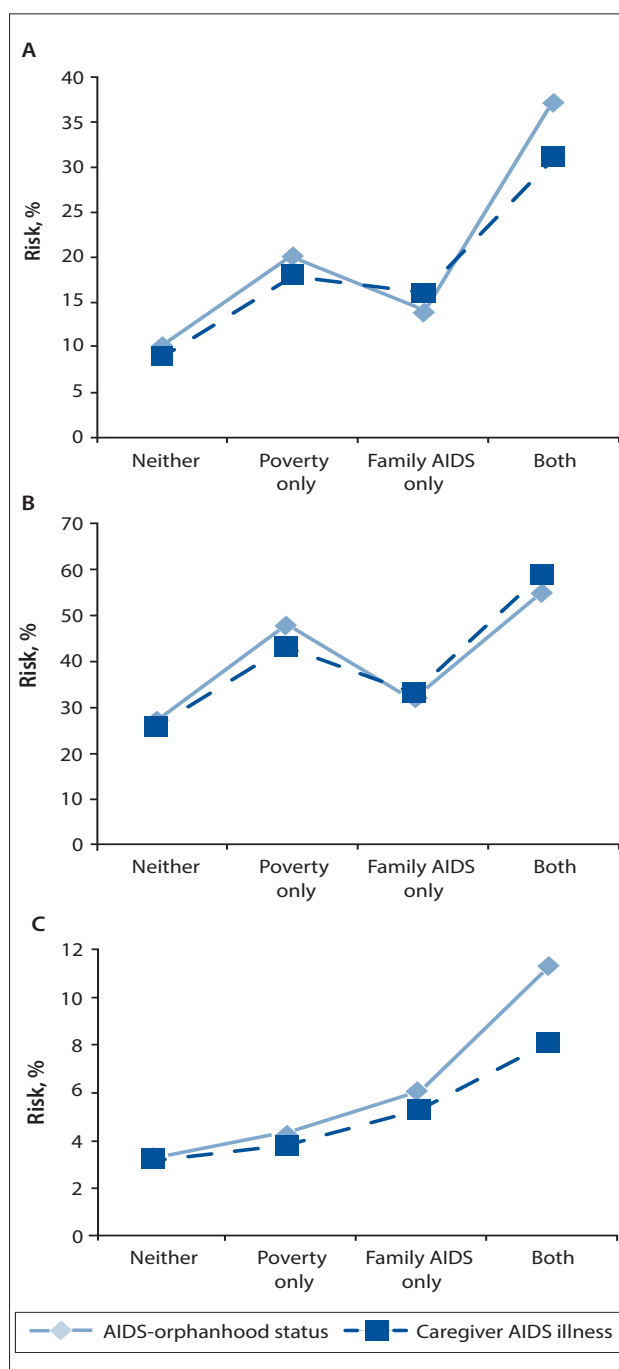 A
40
35
30
25
20
15
10
5
0
Risk, %
Neither
Poverty
only
Family AIDS
only
Both
B
70
60
50
40
30
20
10
0
Risk, %
Neither
Poverty
only
Family AIDS
only
Both
C
12
10
8
6
4
2
0
Risk, %
Neither
Poverty
only
Family AIDS
only
Both
AIDS-orphanhood status
Caregiver AIDS illness